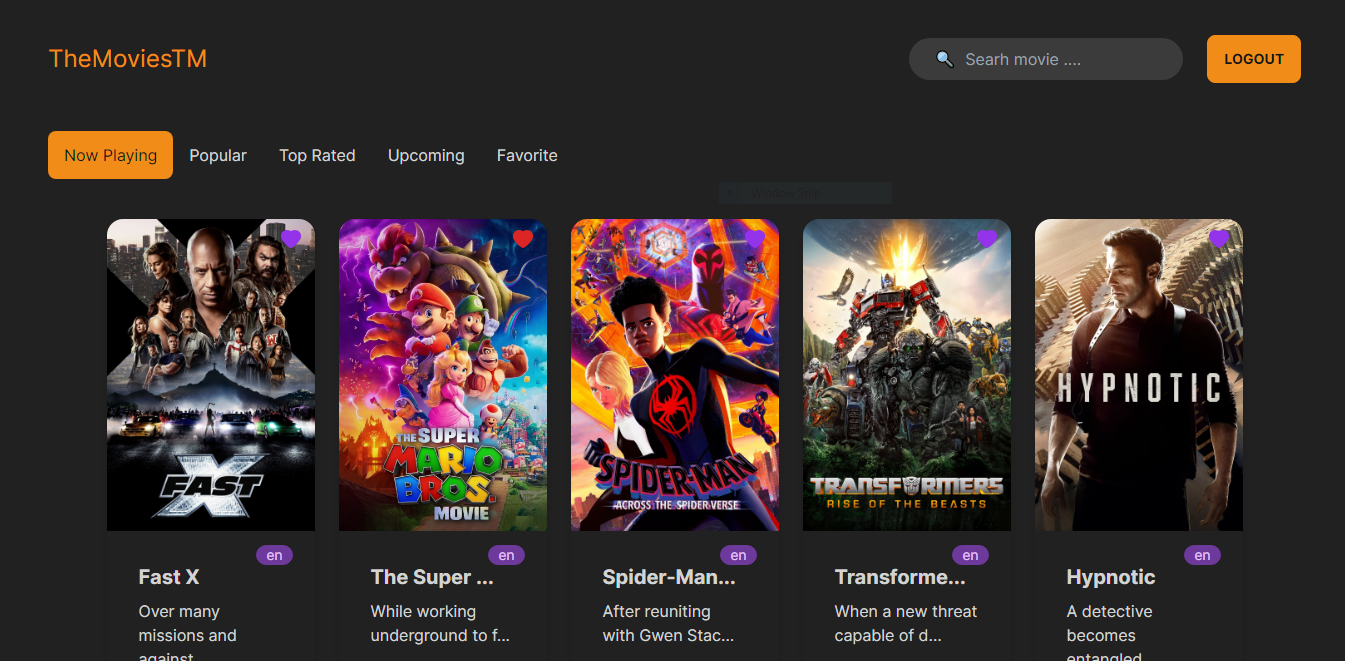 TheMoviesTM
Searh movie ....
LOGOUT
Now Playing
Popular
Top Rated
Upcoming
Favorite
Window Snip
FAST X
THE SUPER
MARIO
BROS.
MOVIE
SPIDER-MAN
ACROSS THE SPIDER-VERSE
TRANSFORMERS
RISE OF THE BEASTS
HYPNOTIC
en
Fast X
Over many
missions and
against
en
The Super ...
While working
underground to f...
en
Spider-Man...
After reuniting
with Gwen Stac...
en
Transforme...
When a new threat
capable of d...
en
Hypnotic
A detective
becomes
entangled